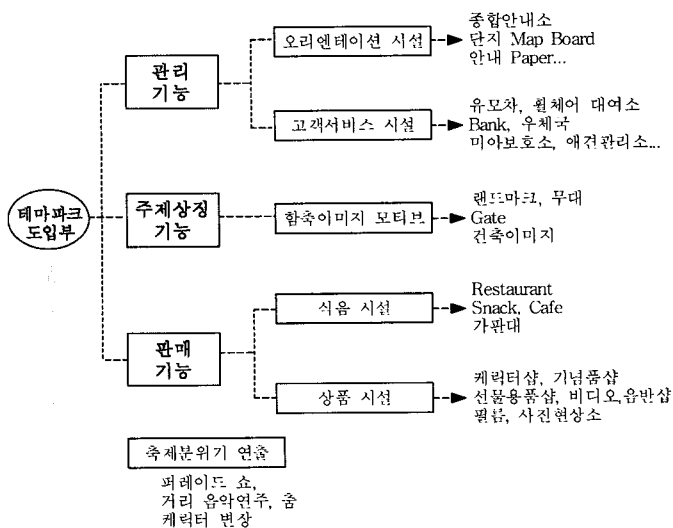 오리엔테이션 시설
종합안내소
단지 Map Board
안내 Paper...
관리
기능
고객서비스 시설
유모차, 휠체어 대여소
Bank, 우체국
미아보호소, 애견관리소...
테마파크
도입부
주제상징
기능
함축이미지 모티브
랜드마크, 무대
Gate
건축이미지
판매
기능
식음 시설
Restaurant
Snack, Cafe
가판대
상품 시설
케릭터샵, 기념품샵
선물용품샵, 비디오,음반샵
필름, 사진현상소
축제분위기 연출
퍼레이드 쇼,
거리 음악연주, 춤
케릭터 변상